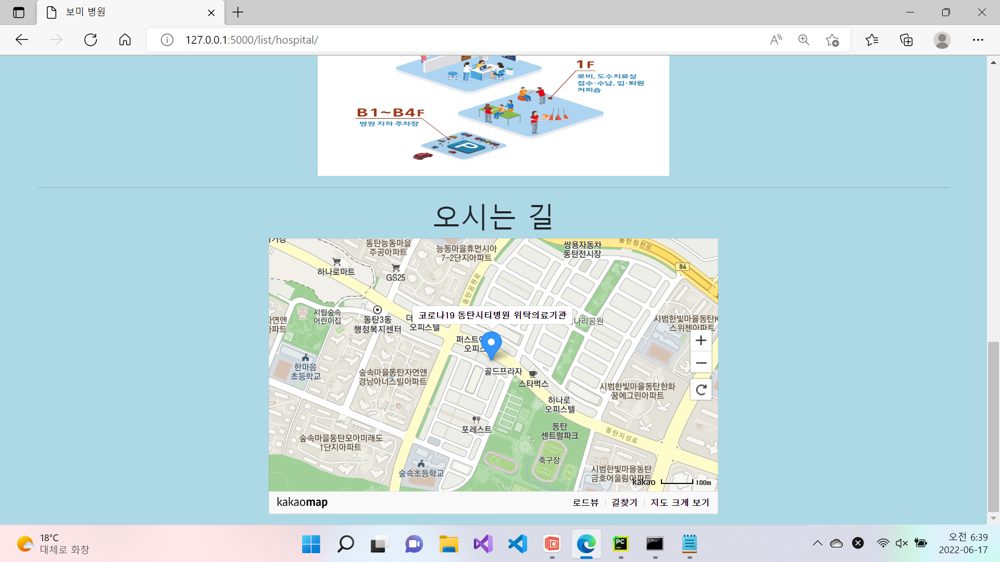 보미 병원
127.0.0.1:5000/list/hospital/
1F
로비, 도수치료실
접수·수납, 입·퇴원
커피숍
B1~B4F
병원 지하 주차장
P
오시는 길
동탄능동마을
주공아파트
능동마을휴먼시아
7-2단지아파트
쌍용자동차
동탄전시장
동탄원천로
84
하나로마트
GS25
동탄공원로
시립숲속
어린이집
동탄3동
행정복지센터
더
오피스텔
코로나19 동탄시티병원 위탁의료기관
나리공원
시범한빛마을동탄K
스위첸아파트
자연앤
아파트
퍼스트
오피스
한마음
초등학교
숲속마을동탄자연앤
경남아너스빌아파트
골드프라자
스타벅스
시범한빛마을동탄한화
꿈에그린아파트
하나로
오피스텔
포레스트
동탄
센트럴파크
동탄지성로
숲속마을동탄모아미래도
1단지아파트
축구장
숲속초등학교
시범한빛마을동탄
금호어울림아파트
kakao 100m
kakaomap
로드뷰 길찾기 지도 크게 보기
18°C
대체로 화창
PC
오전 6:39
2022-06-17